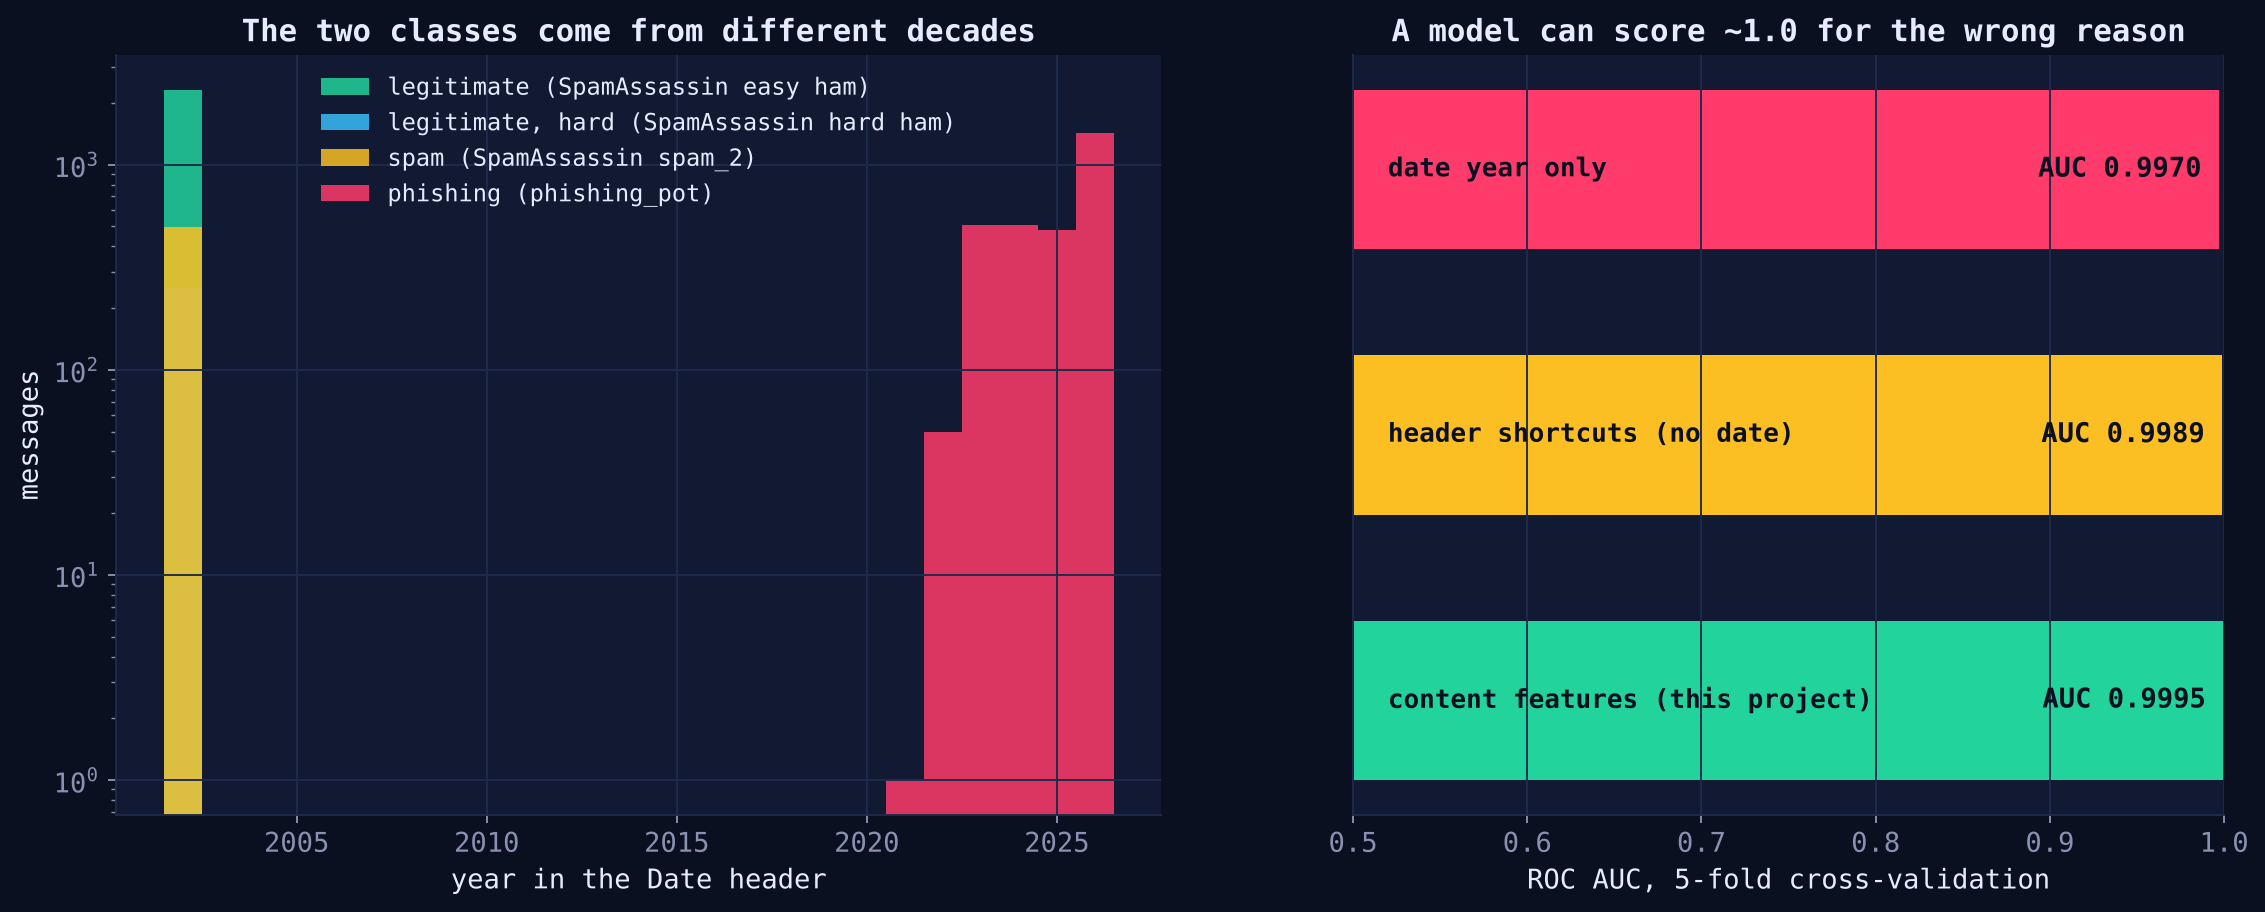 The two classes come from different decades
legitimate (SpamAssassin easy ham)
legitimate, hard (SpamAssassin hard ham)
spam (SpamAssassin spam_2)
phishing (phishing_pot)
messages
10³
10²
10¹
10⁰
2005 2010 2015 2020 2025
year in the Date header
A model can score ~1.0 for the wrong reason
date year only AUC 0.9970
header shortcuts (no date) AUC 0.9989
content features (this project) AUC 0.9995
0.5 0.6 0.7 0.8 0.9 1.0
ROC AUC, 5-fold cross-validation